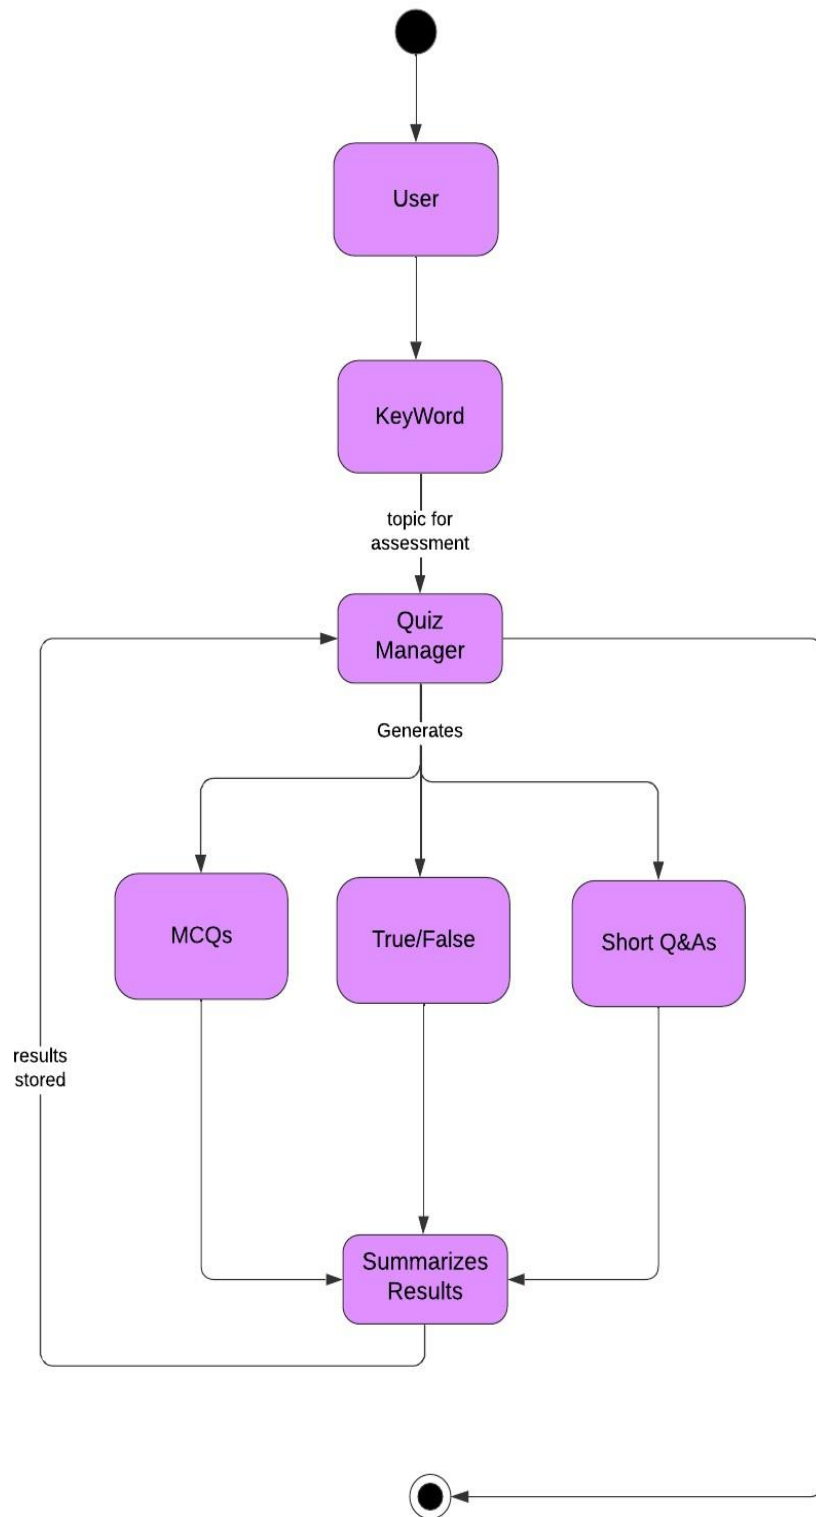 User
KeyWord
topic for
assessment
Quiz
Manager
Generates
MCQs
True/False
Short Q&As
results
stored
Summarizes
Results